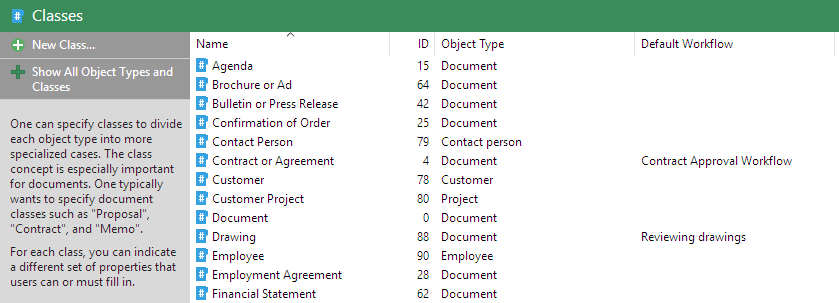 Classes
New Class...
Show All Object Types and
Classes
One can specify classes to divide
each object type into more
specialized cases. The class
concept is especially important
for documents. One typically
wants to specify document
classes such as "Proposal",
"Contract", and "Memo".
For each class, you can indicate
a different set of properties that
users can or must fill in.
Name ID Object Type Default Workflow
Agenda 15 Document
Brochure or Ad 64 Document
Bulletin or Press Release 42 Document
Confirmation of Order 25 Document
Contact Person 79 Contact person
Contract or Agreement 4 Document Contract Approval Workflow
Customer 78 Customer
Customer Project 80 Project
Document 0 Document
Drawing 88 Document Reviewing drawings
Employee 90 Employee
Employment Agreement 28 Document
Financial Statement 62 Document